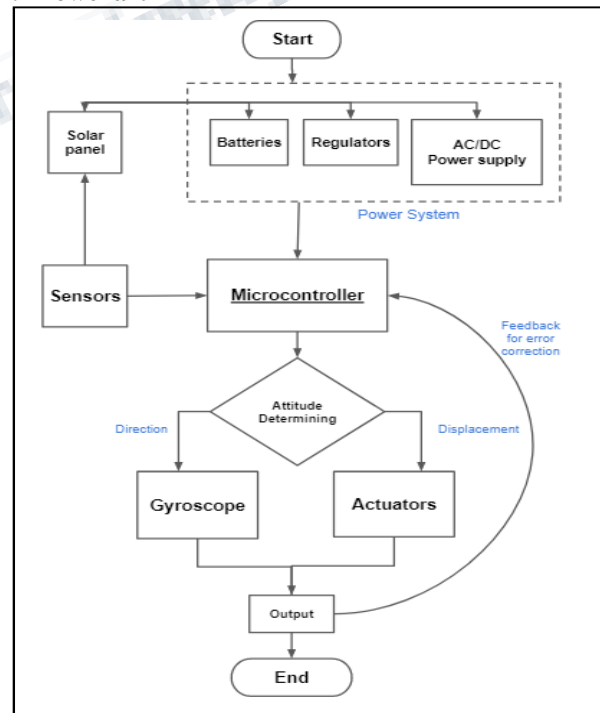 Start
Solar
panel
Batteries
Regulators
AC/DC
Power supply
Power System
Sensors
Microcontroller
Feedback
for error
correction
Attitude
Determining
Direction
Displacement
Gyroscope
Actuators
Output
End